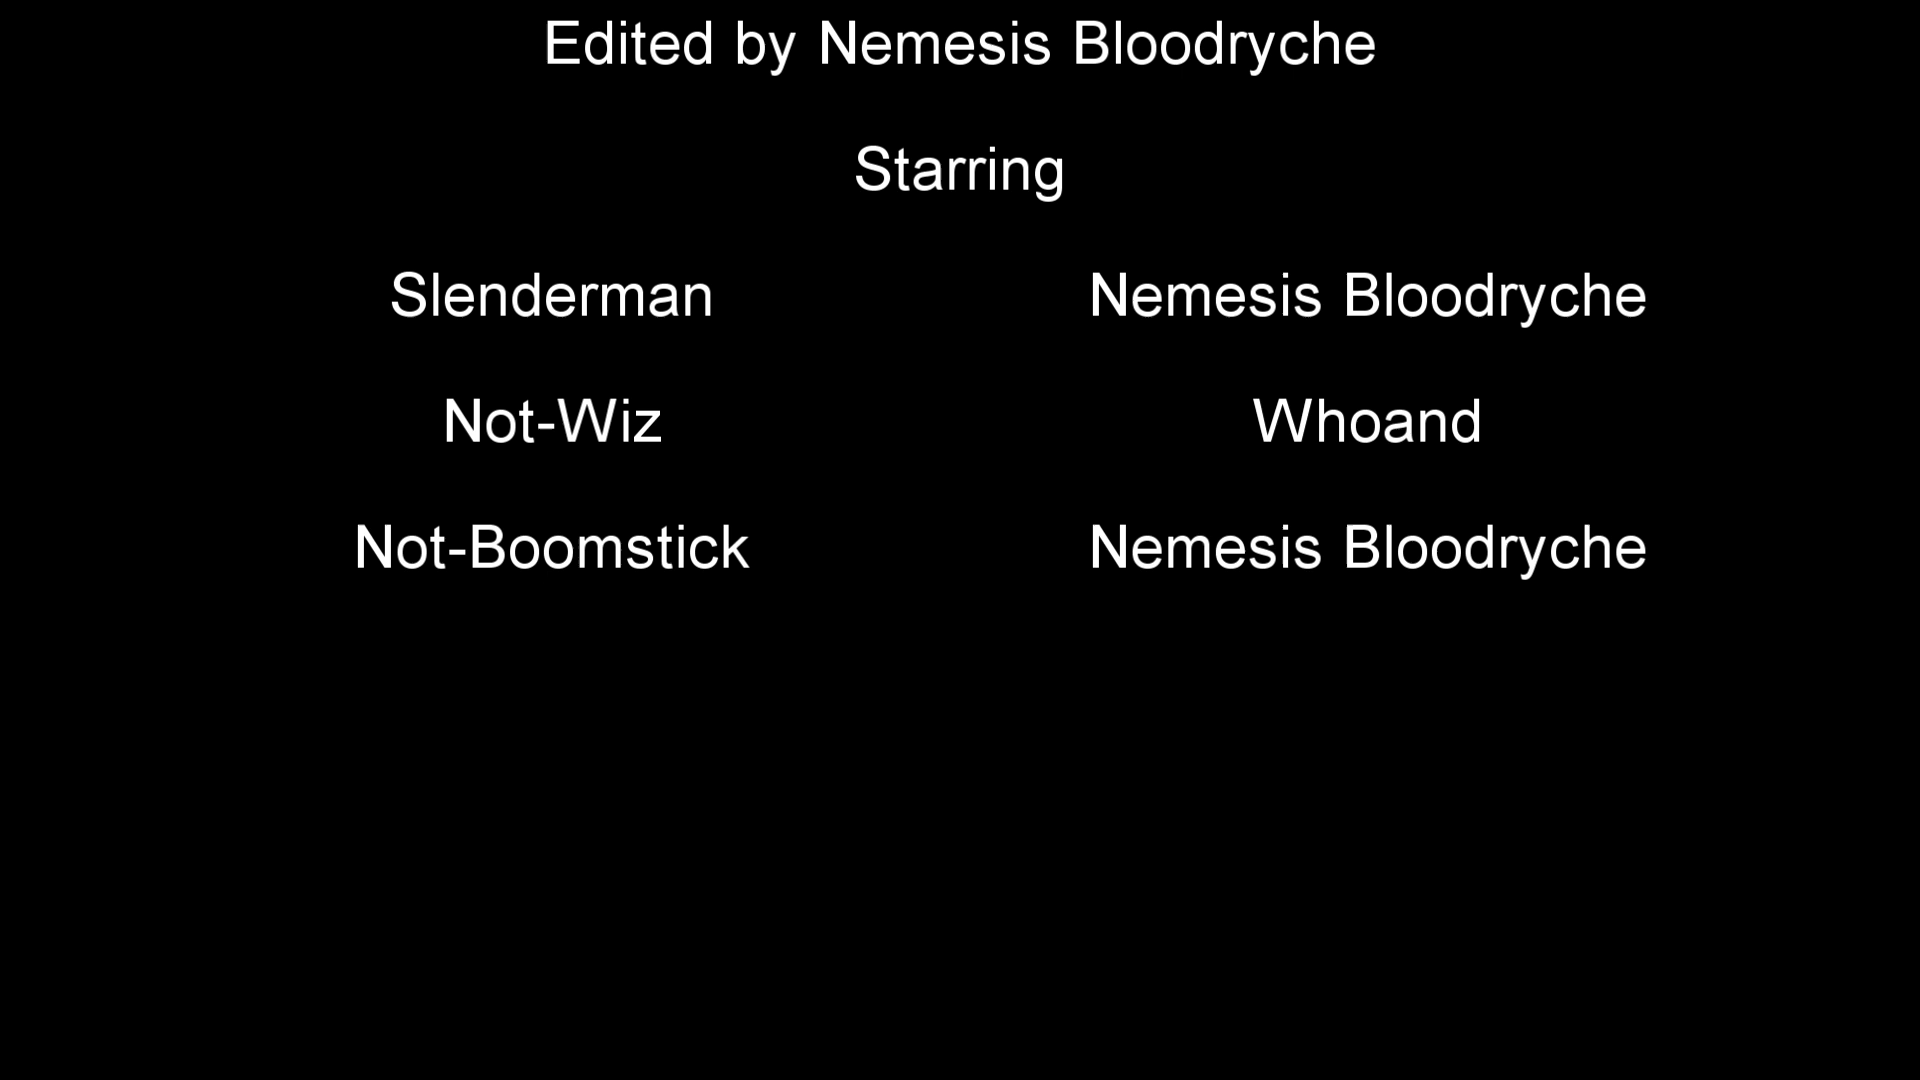 Edited by Nemesis Bloodryche
Starring
Slenderman Nemesis Bloodryche
Not-Wiz Whoand
Not-Boomstick Nemesis Bloodryche